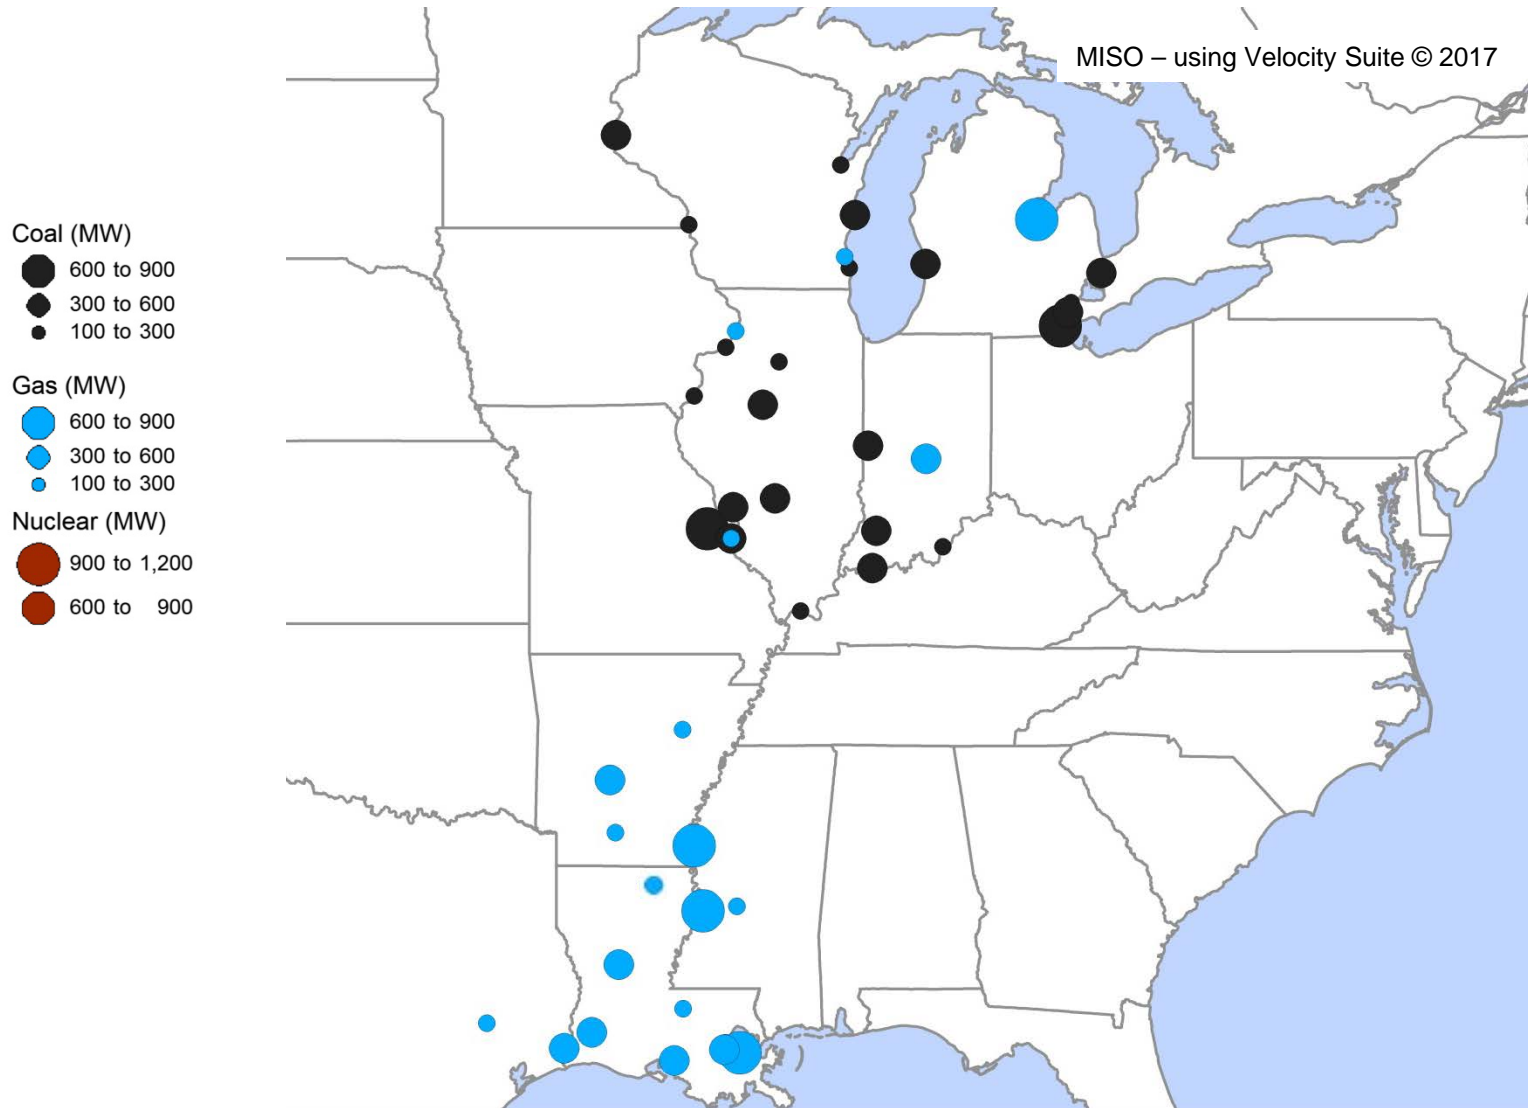 MISO – using Velocity Suite © 2017
Coal (MW)
600 to 900
300 to 600
100 to 300
Gas (MW)
600 to 900
300 to 600
100 to 300
Nuclear (MW)
900 to 1,200
600 to 900